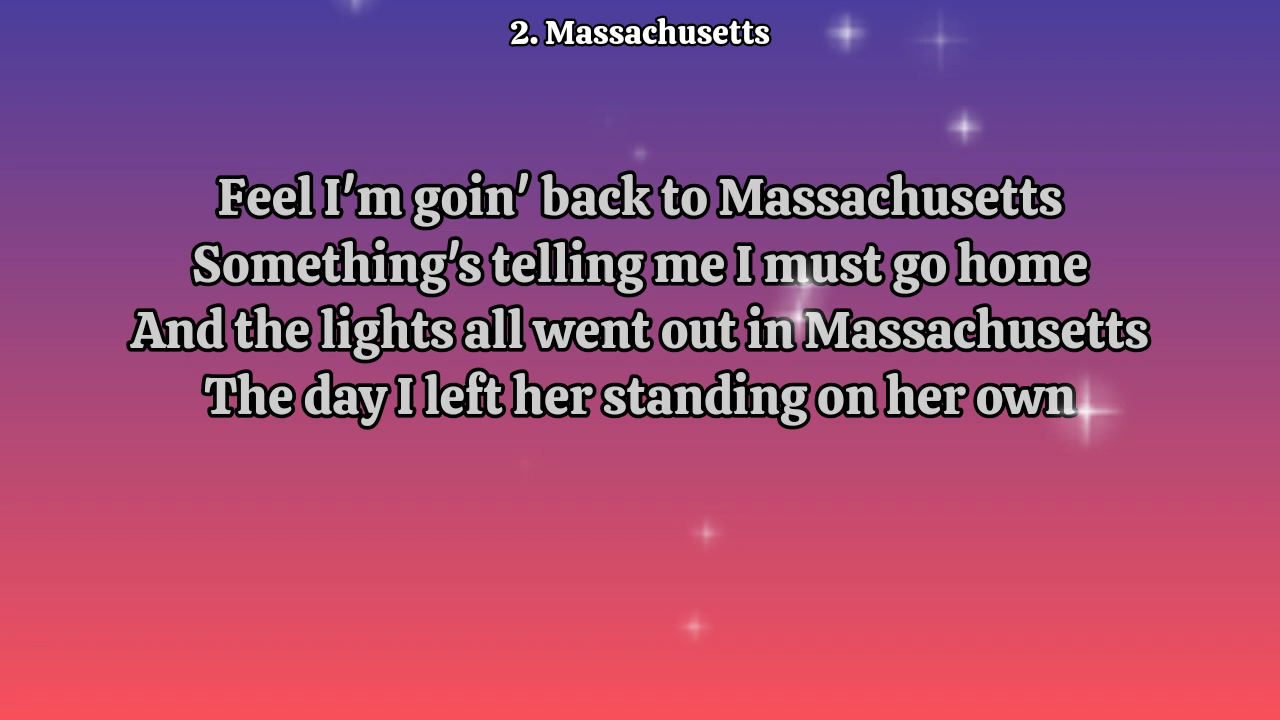 2. Massachusetts
Feel I'm goin' back to Massachusetts
Something's telling me I must go home
And the lights all went out in Massachusetts
The day I left her standing on her own